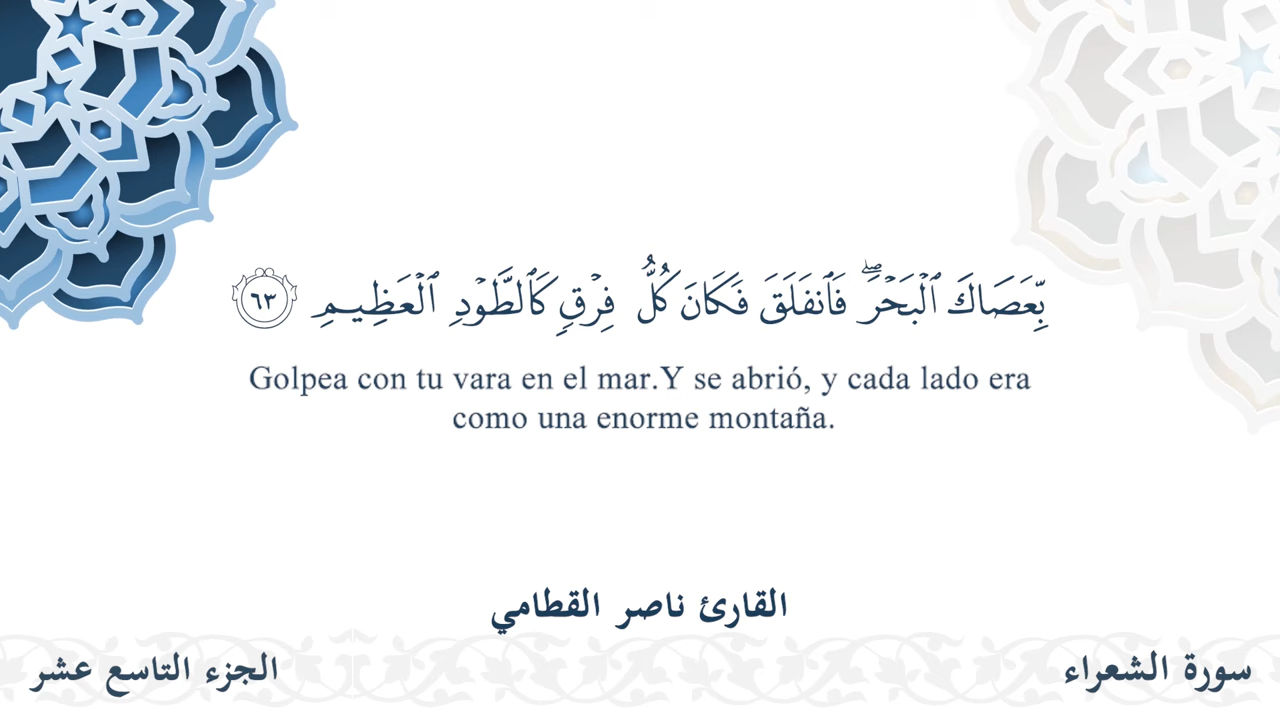 بِّعَصَاكَ ٱلۡبَحۡرَۖ فَٱنفَلَقَ فَكَانَ كُلُّ فِرۡقٖ كَٱلطَّوۡدِ ٱلۡعَظِيمِ ٦٣
Golpea con tu vara en el mar.Y se abrió, y cada lado era
como una enorme montaña.
القارئ ناصر القطامي
سورة الشعراء
الجزء التاسع عشر